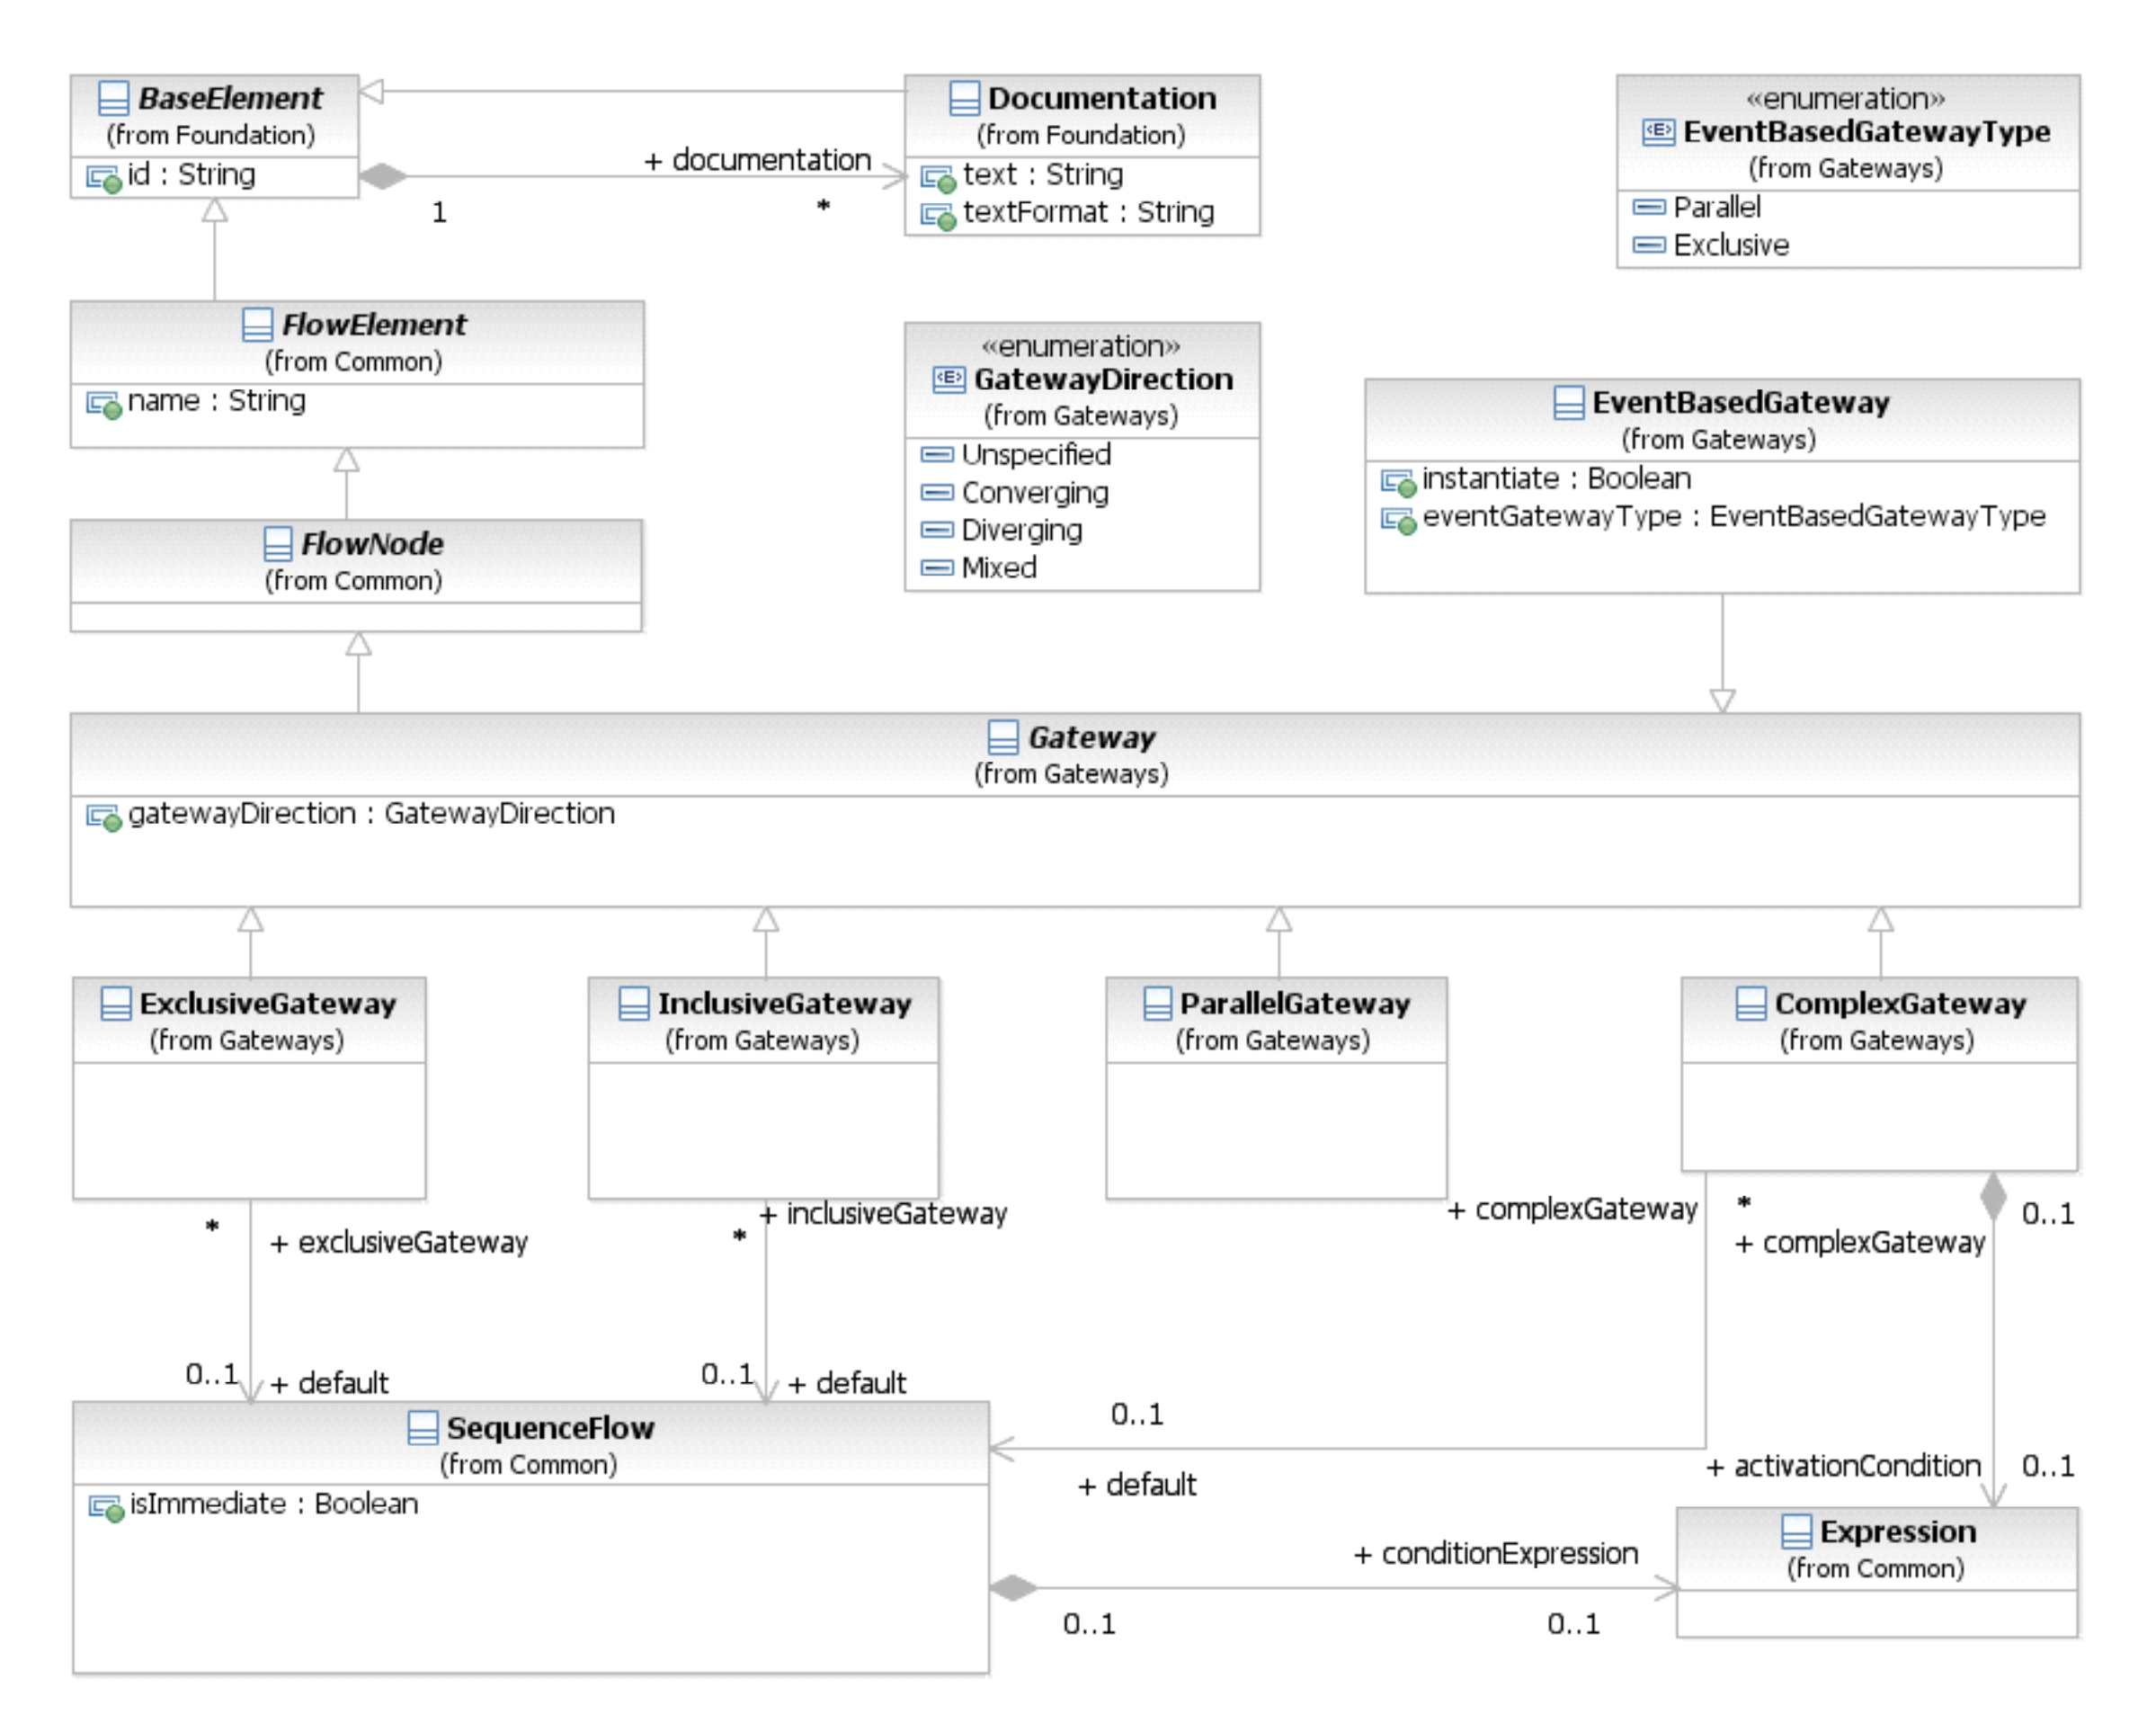 BaseElement
(from Foundation)
id : String
1
+ documentation
*
Documentation
(from Foundation)
text : String
textFormat : String
«enumeration»
EventBasedGatewayType
(from Gateways)
Parallel
Exclusive
FlowElement
(from Common)
name : String
«enumeration»
GatewayDirection
(from Gateways)
Unspecified
Converging
Diverging
Mixed
EventBasedGateway
(from Gateways)
instantiate : Boolean
eventGatewayType : EventBasedGatewayType
FlowNode
(from Common)
Gateway
(from Gateways)
gatewayDirection : GatewayDirection
ExclusiveGateway
(from Gateways)
InclusiveGateway
(from Gateways)
ParallelGateway
(from Gateways)
ComplexGateway
(from Gateways)
*
+ exclusiveGateway
0..1
+ default
+ inclusiveGateway
*
0..1
+ default
+ complexGateway
*
0..1
+ default
+ complexGateway
0..1
+ activationCondition
0..1
SequenceFlow
(from Common)
isImmediate : Boolean
+ conditionExpression
0..1
0..1
Expression
(from Common)